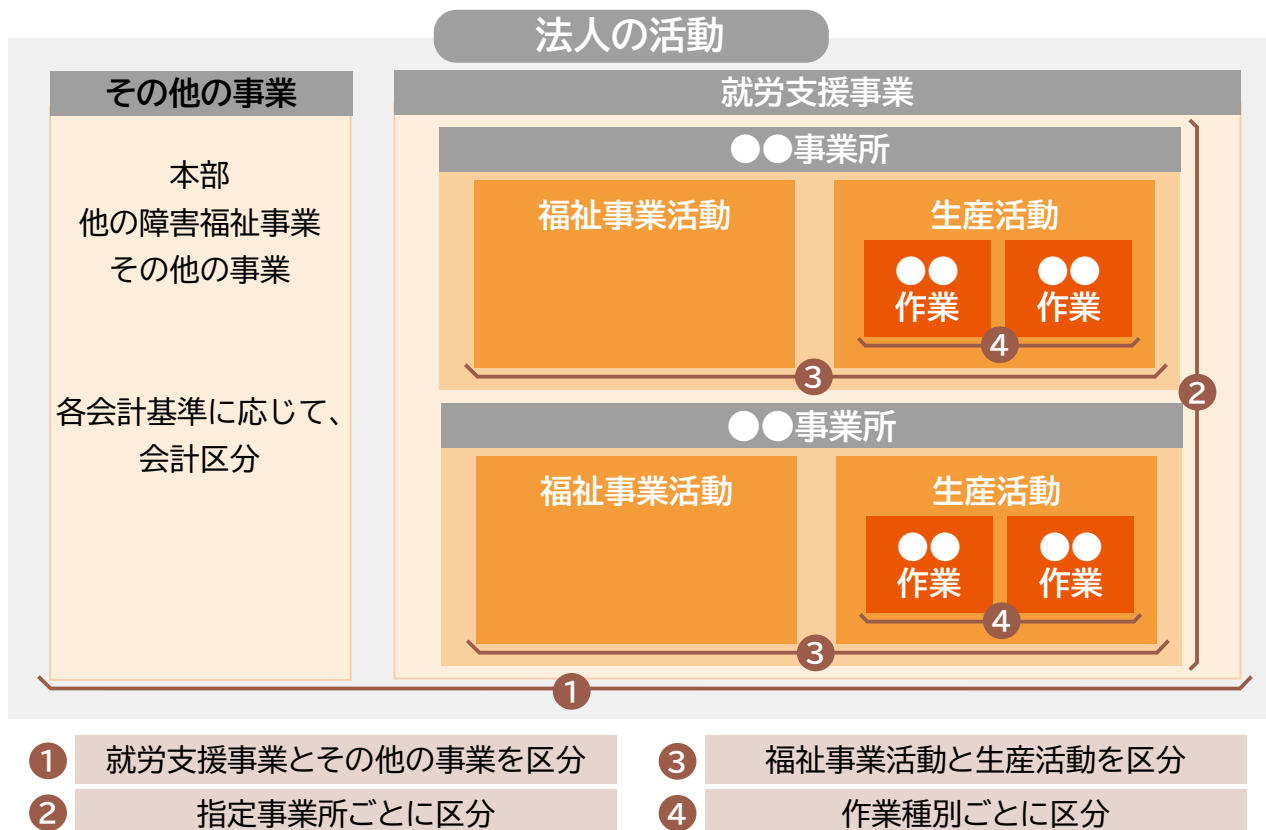 法人の活動
その他の事業
本部
他の障害福祉事業
その他の事業
各会計基準に応じて、
会計区分
就労支援事業
●●事業所
福祉事業活動
生産活動
●●
作業
●●
作業
4
3
●●事業所
福祉事業活動
生産活動
●●
作業
●●
作業
4
3
2
1
1 就労支援事業とその他の事業を区分
2 指定事業所ごとに区分
3 福祉事業活動と生産活動を区分
4 作業種別ごとに区分